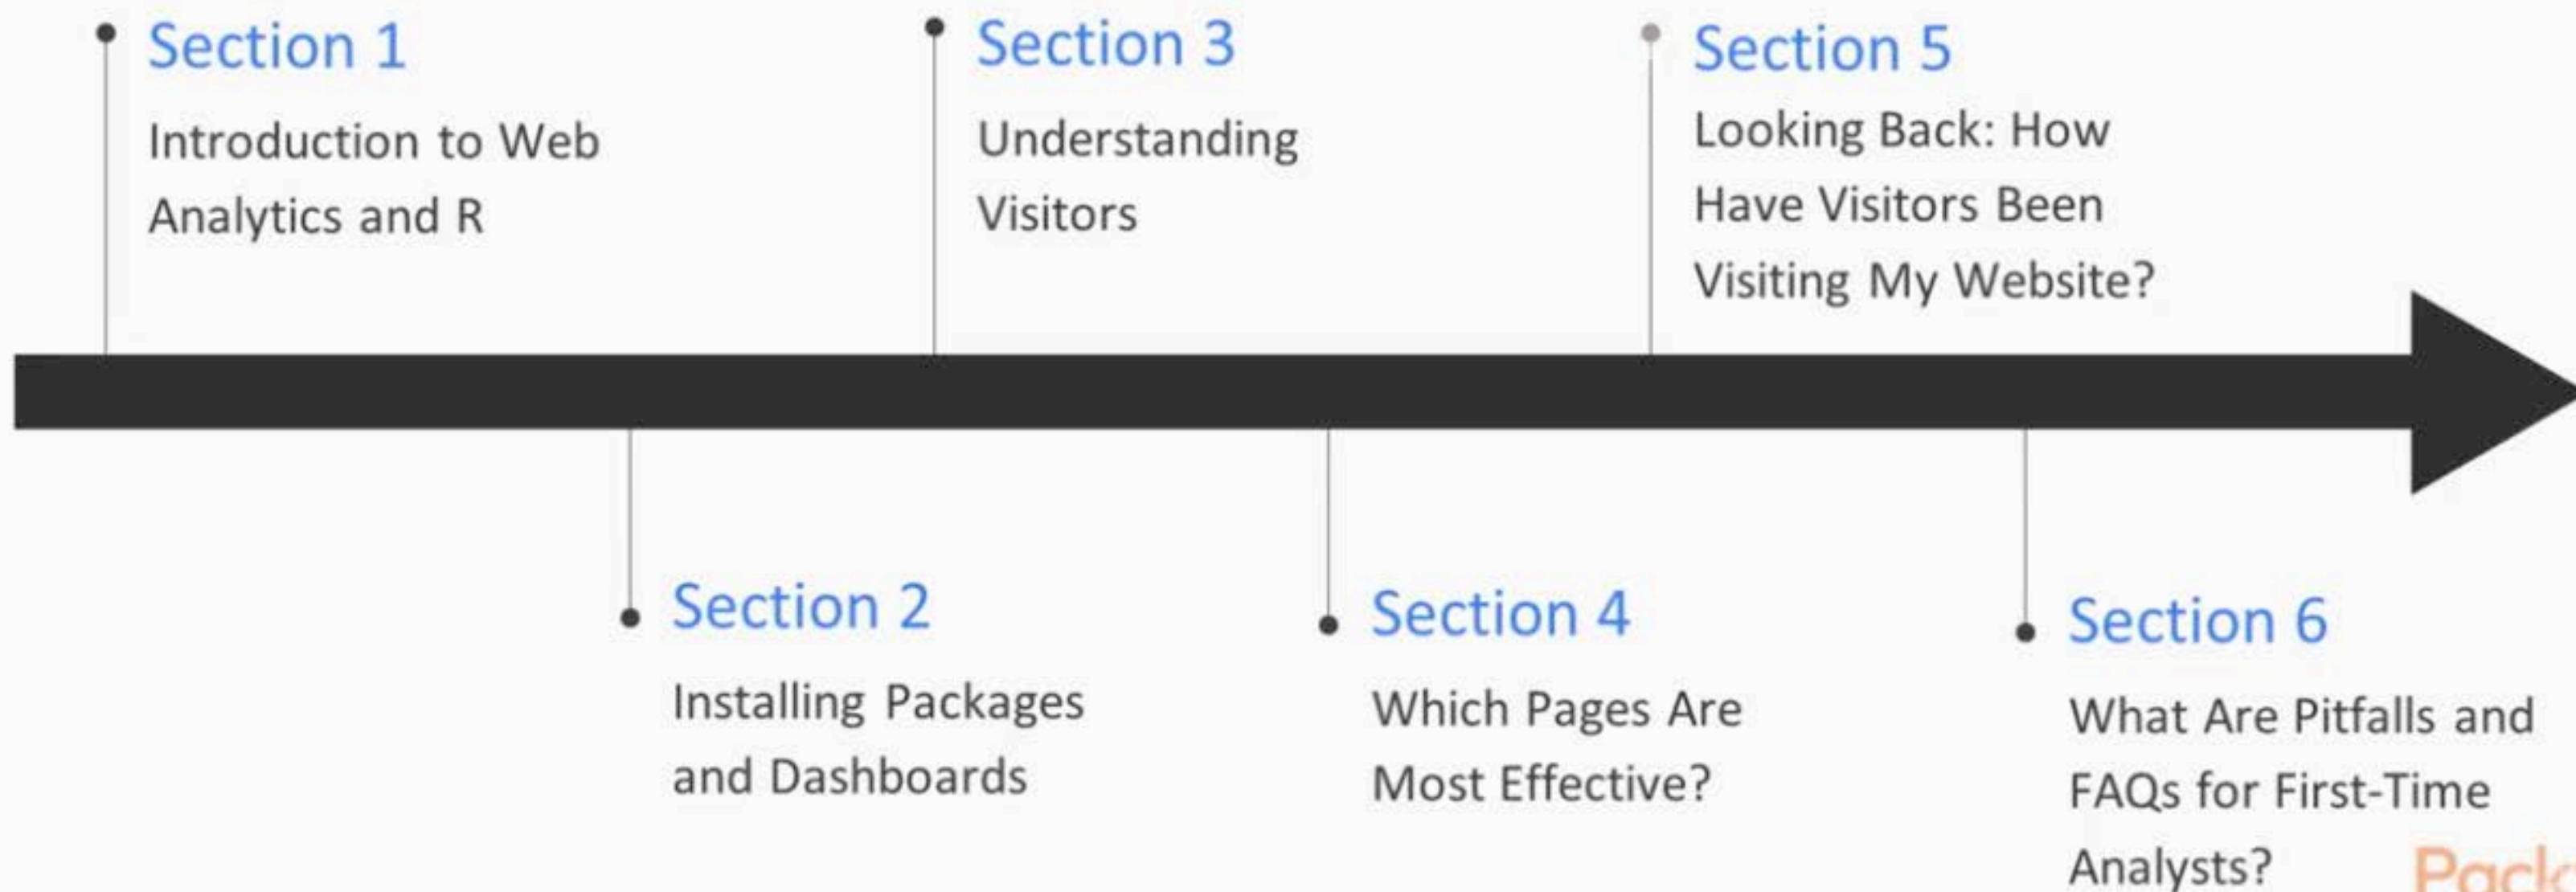 Section 1
Introduction to Web
Analytics and R
Section 2
Installing Packages
and Dashboards
Section 3
Understanding
Visitors
Section 4
Which Pages Are
Most Effective?
Section 5
Looking Back: How
Have Visitors Been
Visiting My Website?
Section 6
What Are Pitfalls and
FAQs for First-Time
Analysts?